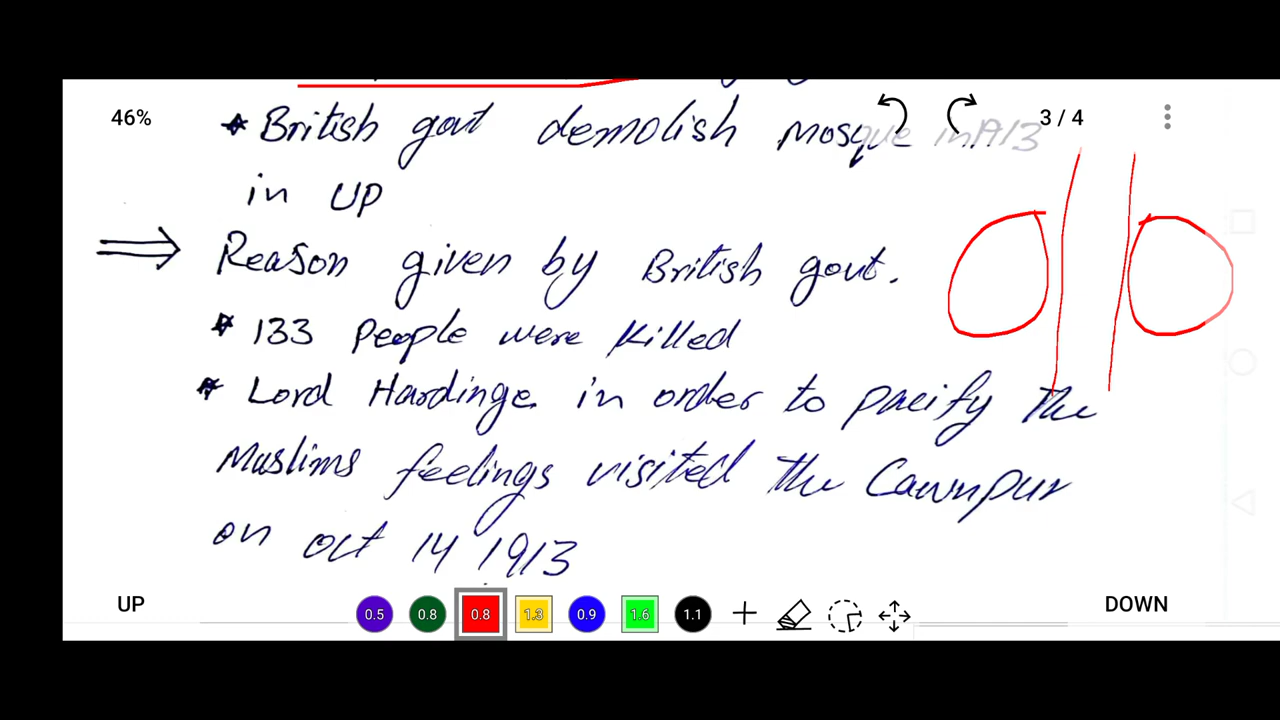 46%
3 / 4
* British govt demolish Mosque in 1913
in UP
⇒ Reason given by British govt.
* 133 People were Killed
* Lord Hardinge in order to pacify the
Muslims feelings visited the Cawnpur
on oct 14 1913
UP
0.5 0.8 0.8 1.3 0.9 1.6 1.1
DOWN